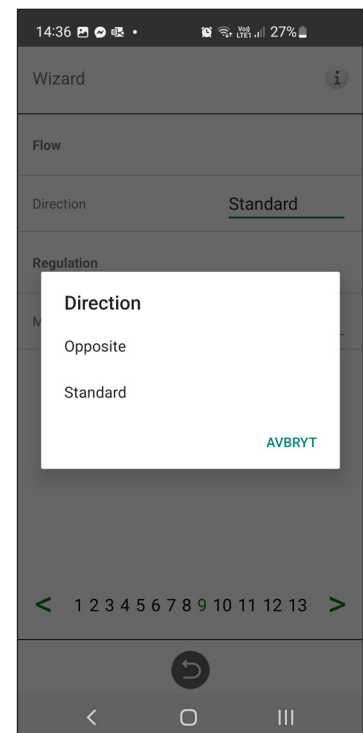 14:36 27%
Wizard i
Flow
Direction Standard
Regulation
M
Direction
Opposite
Standard
AVBRYT
< 1 2 3 4 5 6 7 8 9 10 11 12 13 >